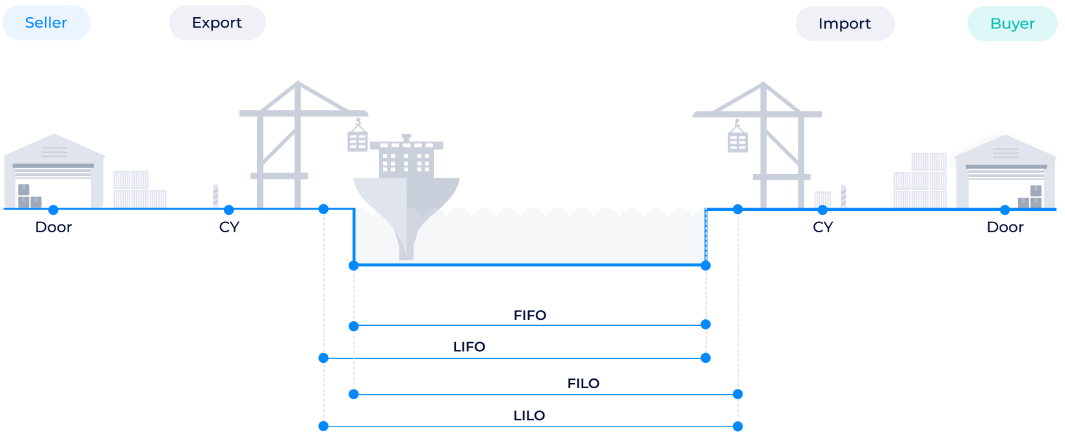 Seller
Export
Import
Buyer
Door
CY
CY
Door
FIFO
LIFO
FILO
LILO